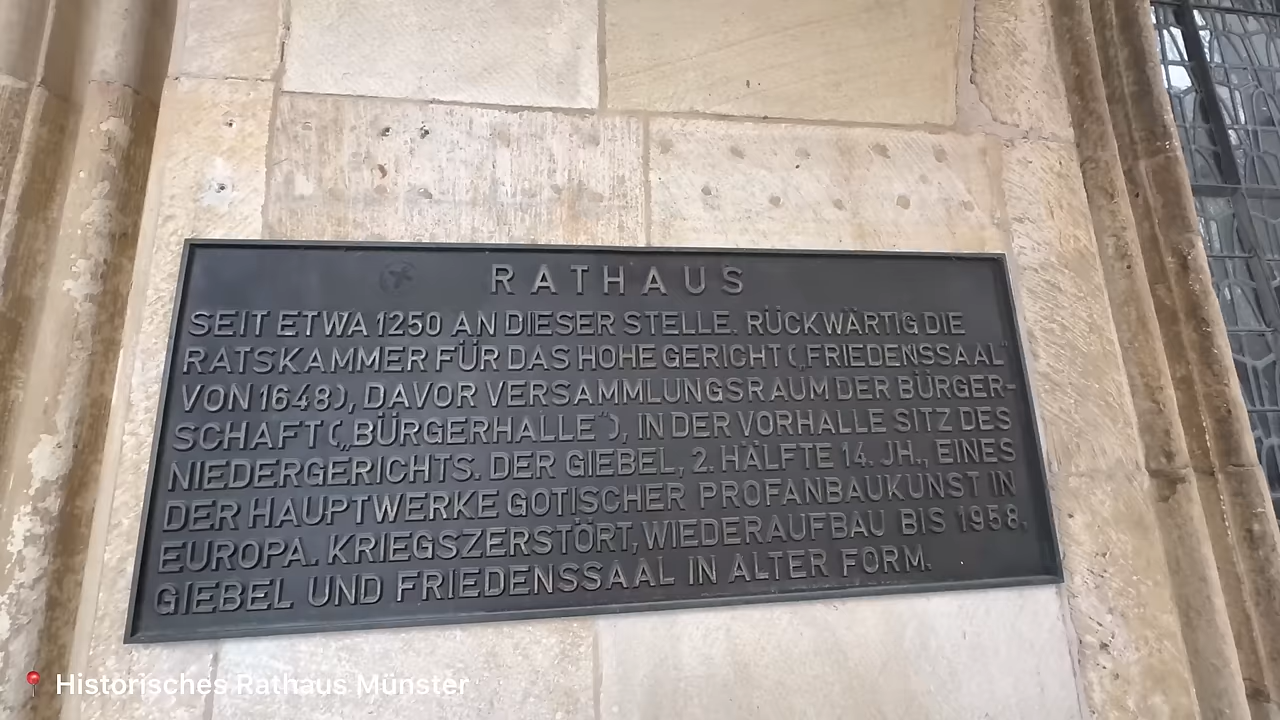 RATHAUS
SEIT ETWA 1250 AN DIESER STELLE. RÜCKWÄRTIG DIE
RATSKAMMER FÜR DAS HOHE GERICHT („FRIEDENSSAAL“
VON 1648), DAVOR VERSAMMLUNGSRAUM DER BÜRGER-
SCHAFT („BÜRGERHALLE“), IN DER VORHALLE SITZ DES
NIEDERGERICHTS. DER GIEBEL, 2. HÄLFTE 14. JH., EINES
DER HAUPTWERKE GOTISCHER PROFANBAUKUNST IN
EUROPA. KRIEGSZERSTÖRT, WIEDERAUFBAU BIS 1958.
GIEBEL UND FRIEDENSSAAL IN ALTER FORM.
📍 Historisches Rathaus Münster